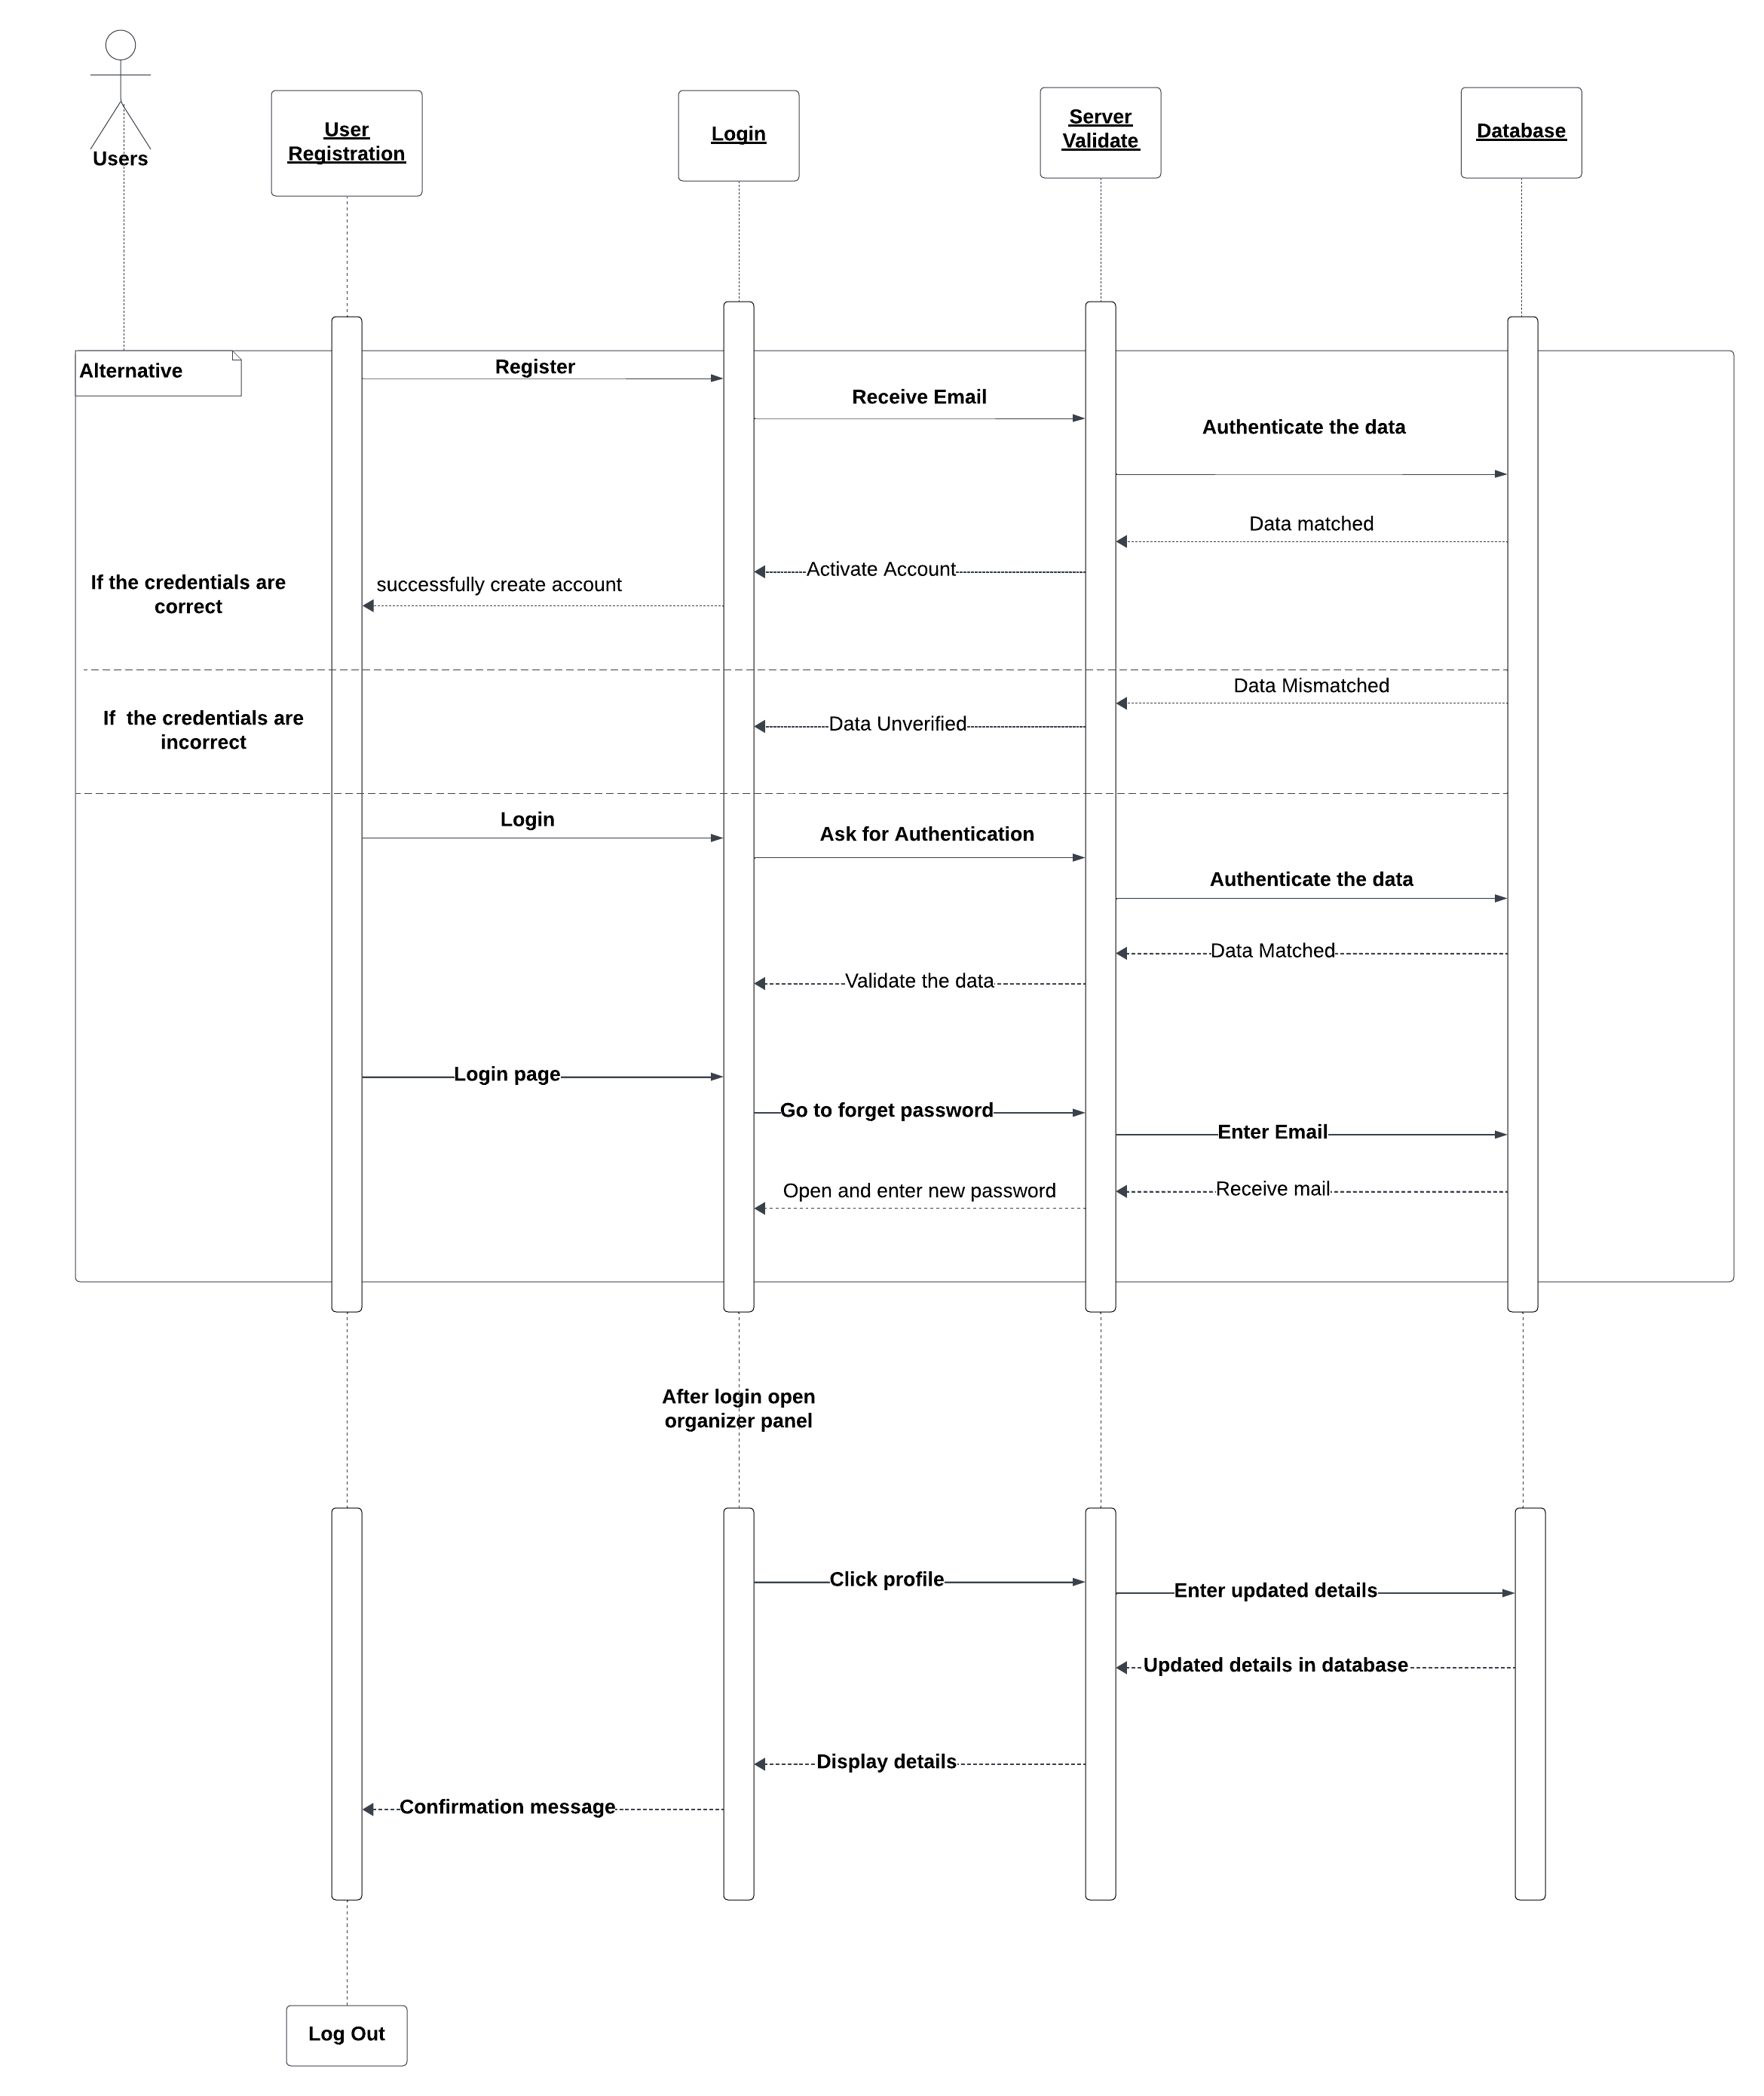 Users
User
Registration
Login
Server
Validate
Database
Alternative
Register
Receive Email
Authenticate the data
Data matched
Activate Account
successfully create account
If the credentials are
correct
Data Mismatched
Data Unverified
If  the credentials are
incorrect
Login
Ask for Authentication
Authenticate the data
Data Matched
Validate the data
Login page
Go to forget password
Enter Email
Receive mail
Open and enter new password
After login open
organizer panel
Click profile
Enter updated details
Updated details in database
Display details
Confirmation message
Log Out